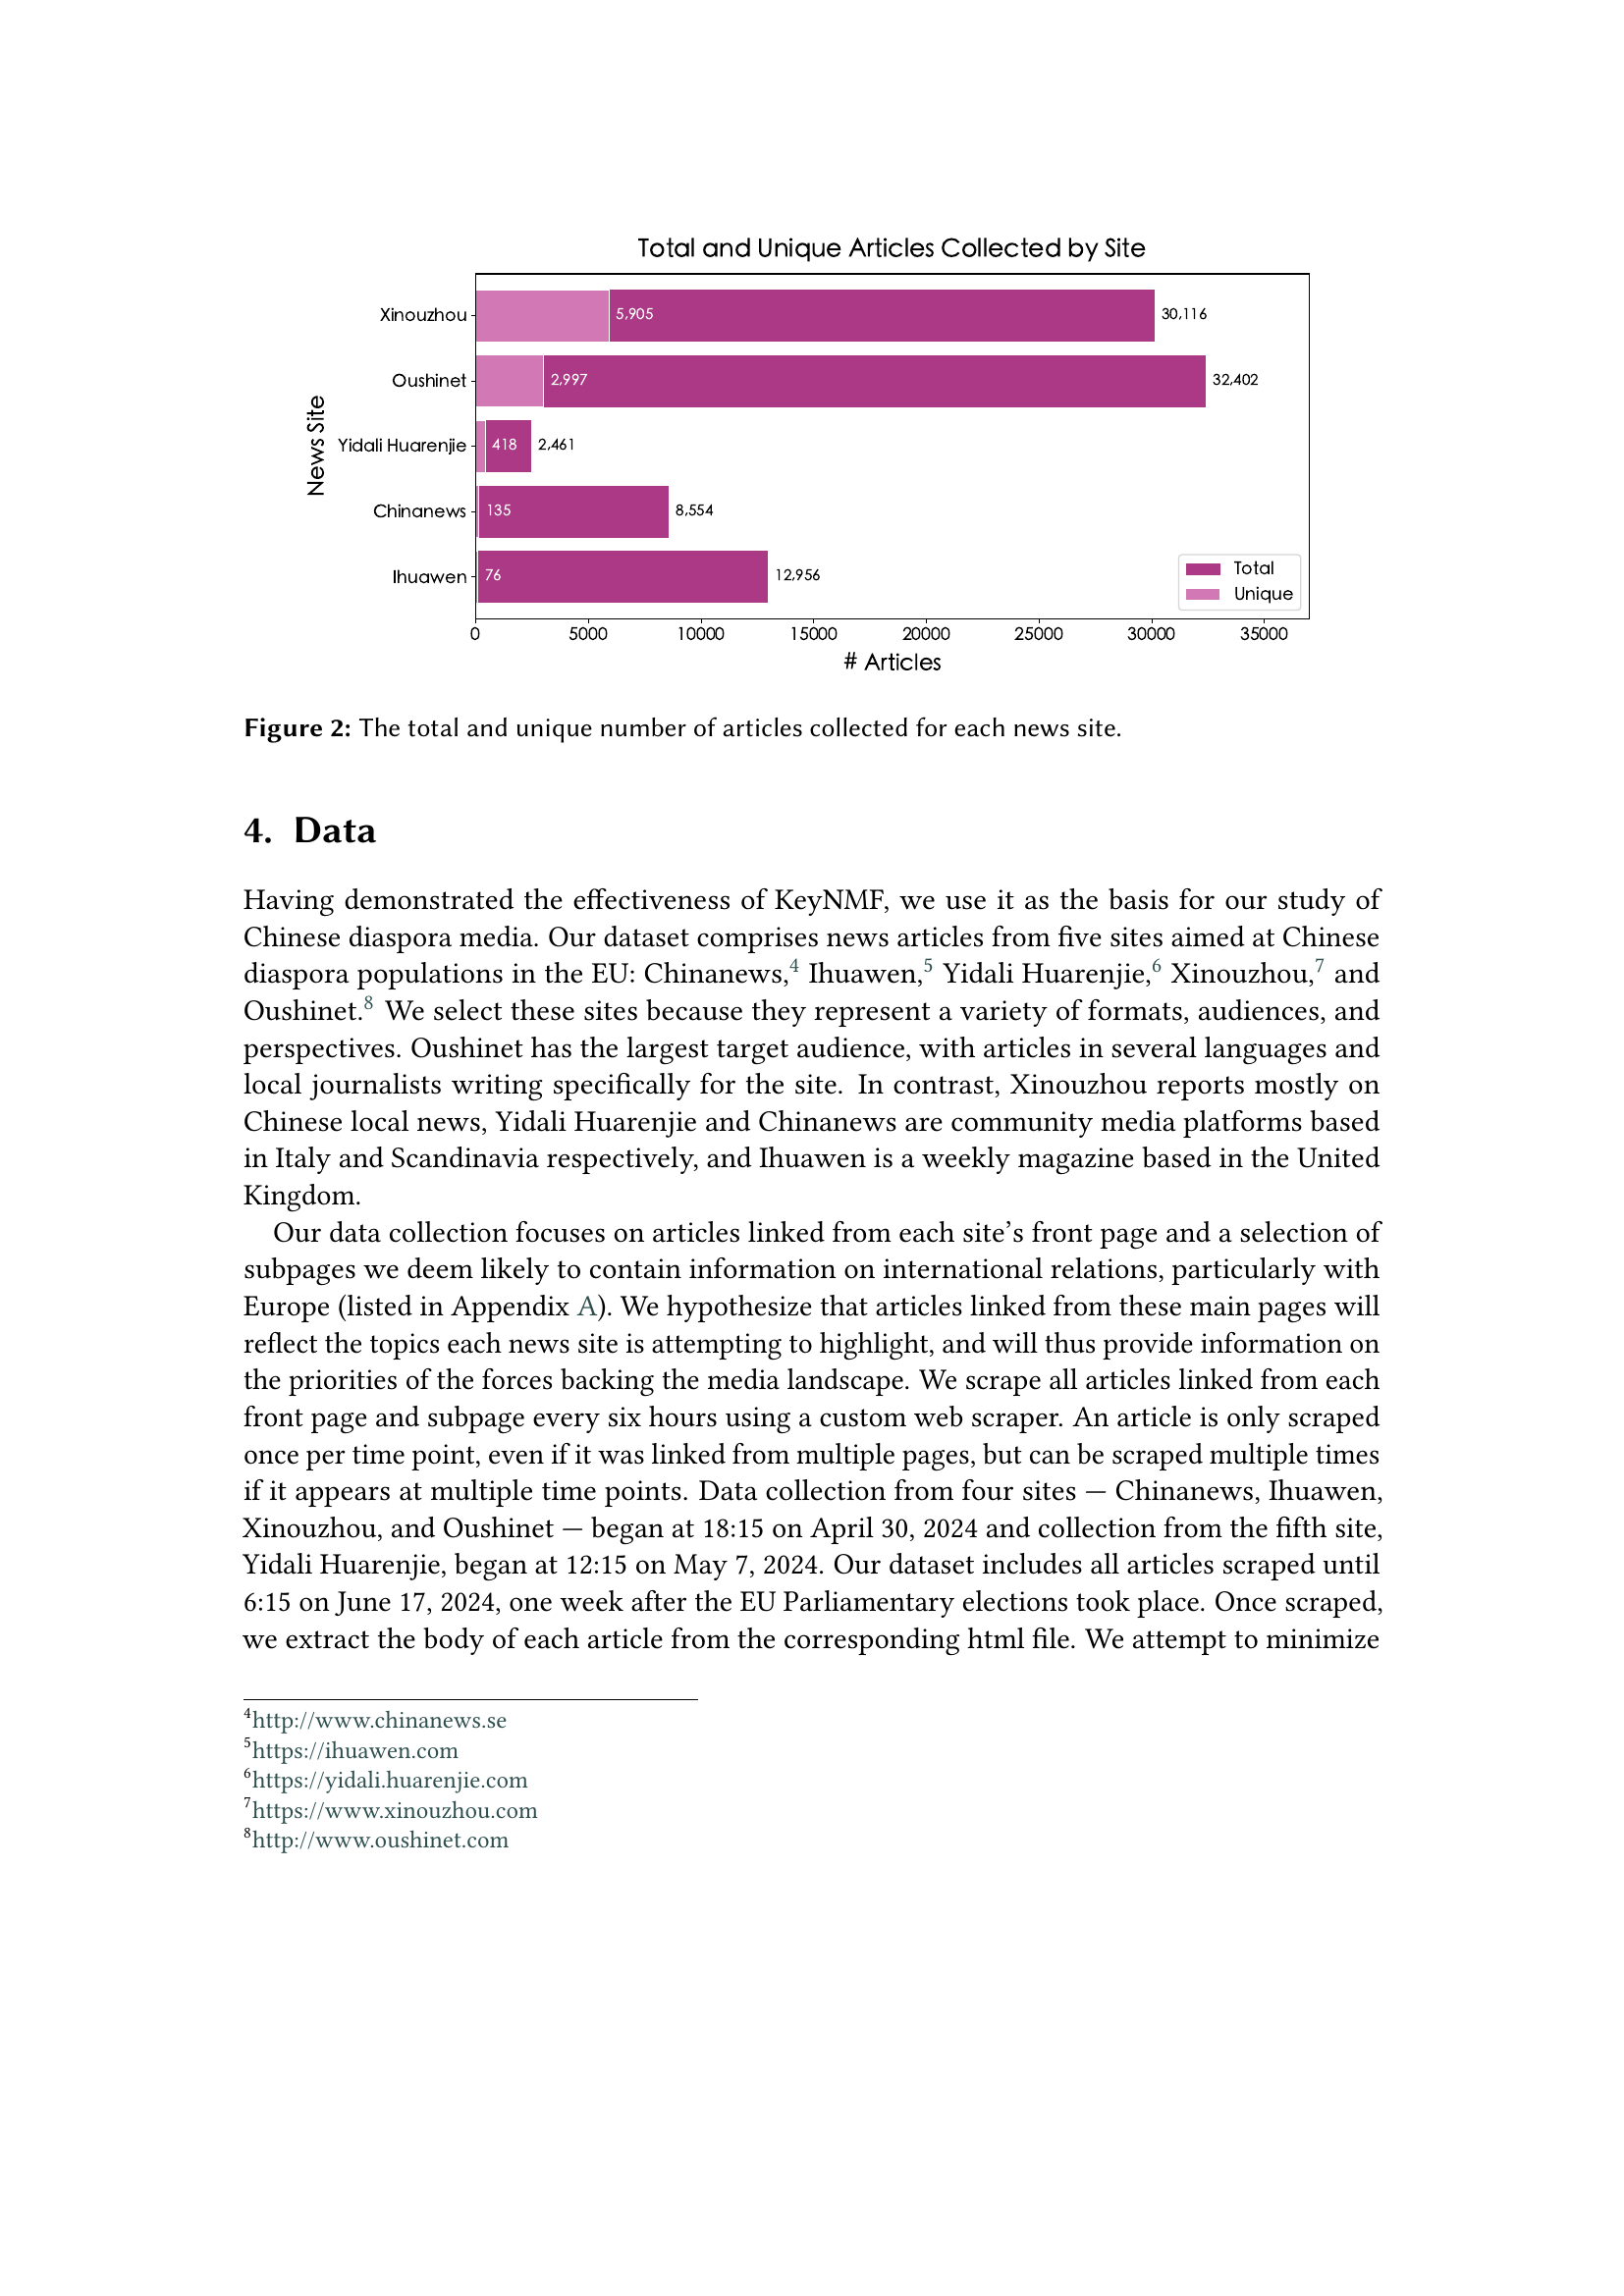 Total and Unique Articles Collected by Site
Xinouzhou 5,905 30,116
Oushinet 2,997 32,402
Yidali Huarenjie 418 2,461
Chinanews 135 8,554
Ihuawen 76 12,956
News Site
Total
Unique
0 5000 10000 15000 20000 25000 30000 35000
# Articles
Figure 2: The total and unique number of articles collected for each news site.
4. Data
Having demonstrated the effectiveness of KeyNMF, we use it as the basis for our study of
Chinese diaspora media. Our dataset comprises news articles from five sites aimed at Chinese
diaspora populations in the EU: Chinanews,4 Ihuawen,5 Yidali Huarenjie,6 Xinouzhou,7 and
Oushinet.8 We select these sites because they represent a variety of formats, audiences, and
perspectives. Oushinet has the largest target audience, with articles in several languages and
local journalists writing specifically for the site. In contrast, Xinouzhou reports mostly on
Chinese local news, Yidali Huarenjie and Chinanews are community media platforms based
in Italy and Scandinavia respectively, and Ihuawen is a weekly magazine based in the United
Kingdom.
Our data collection focuses on articles linked from each site's front page and a selection of
subpages we deem likely to contain information on international relations, particularly with
Europe (listed in Appendix A). We hypothesize that articles linked from these main pages will
reflect the topics each news site is attempting to highlight, and will thus provide information on
the priorities of the forces backing the media landscape. We scrape all articles linked from each
front page and subpage every six hours using a custom web scraper. An article is only scraped
once per time point, even if it was linked from multiple pages, but can be scraped multiple times
if it appears at multiple time points. Data collection from four sites — Chinanews, Ihuawen,
Xinouzhou, and Oushinet — began at 18:15 on April 30, 2024 and collection from the fifth site,
Yidali Huarenjie, began at 12:15 on May 7, 2024. Our dataset includes all articles scraped until
6:15 on June 17, 2024, one week after the EU Parliamentary elections took place. Once scraped,
we extract the body of each article from the corresponding html file. We attempt to minimize
4http://www.chinanews.se
5https://ihuawen.com
6https://yidali.huarenjie.com
7https://www.xinouzhou.com
8http://www.oushinet.com